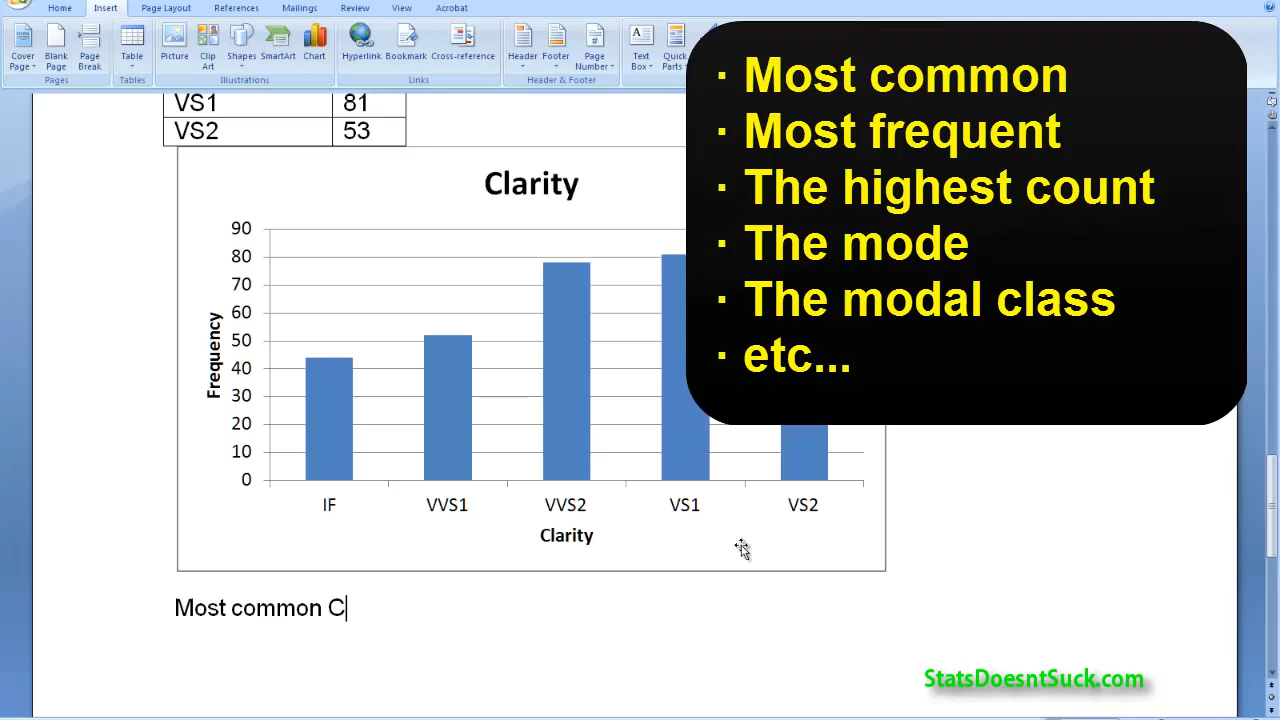 Home Insert Page Layout References Mailings Review View Acrobat
Cover Page Blank Page Page Break Table Picture Clip Art Shapes SmartArt Chart Hyperlink Bookmark Cross-reference Header Footer Page Number Text Box Quick Parts
Pages Tables Illustrations Links Header & Footer
VS1 81
VS2 53
Clarity
90
80
70
60
50
40
30
20
10
0
Frequency
IF VVS1 VVS2 VS1 VS2
Clarity
Most common C
· Most common
· Most frequent
· The highest count
· The mode
· The modal class
· etc...
StatsDoesntSuck.com